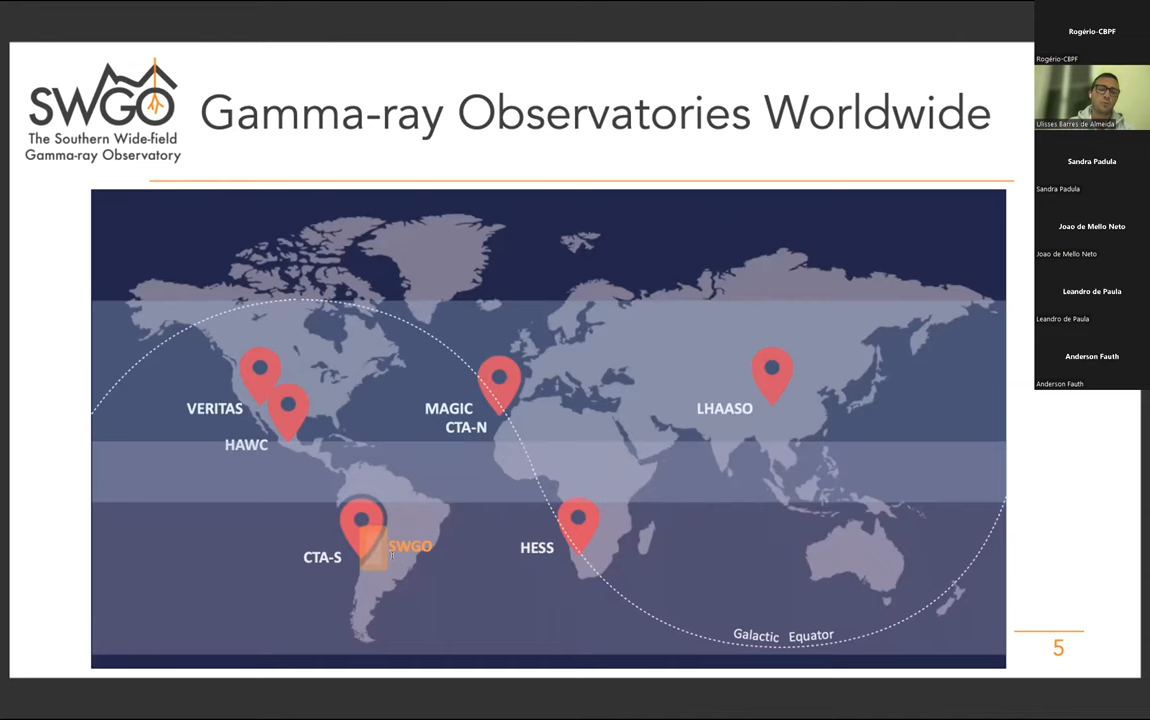 SWGO
The Southern Wide-field
Gamma-ray Observatory
Gamma-ray Observatories Worldwide
VERITAS
HAWC
MAGIC
CTA-N
LHAASO
CTA-S
SWGO
HESS
Galactic Equator
5
Rogério-CBPF
Rogério-CBPF
Ulisses Barres de Almeida
Sandra Padula
Sandra Padula
Joao de Mello Neto
Joao de Mello Neto
Leandro de Paula
Leandro de Paula
Anderson Fauth
Anderson Fauth